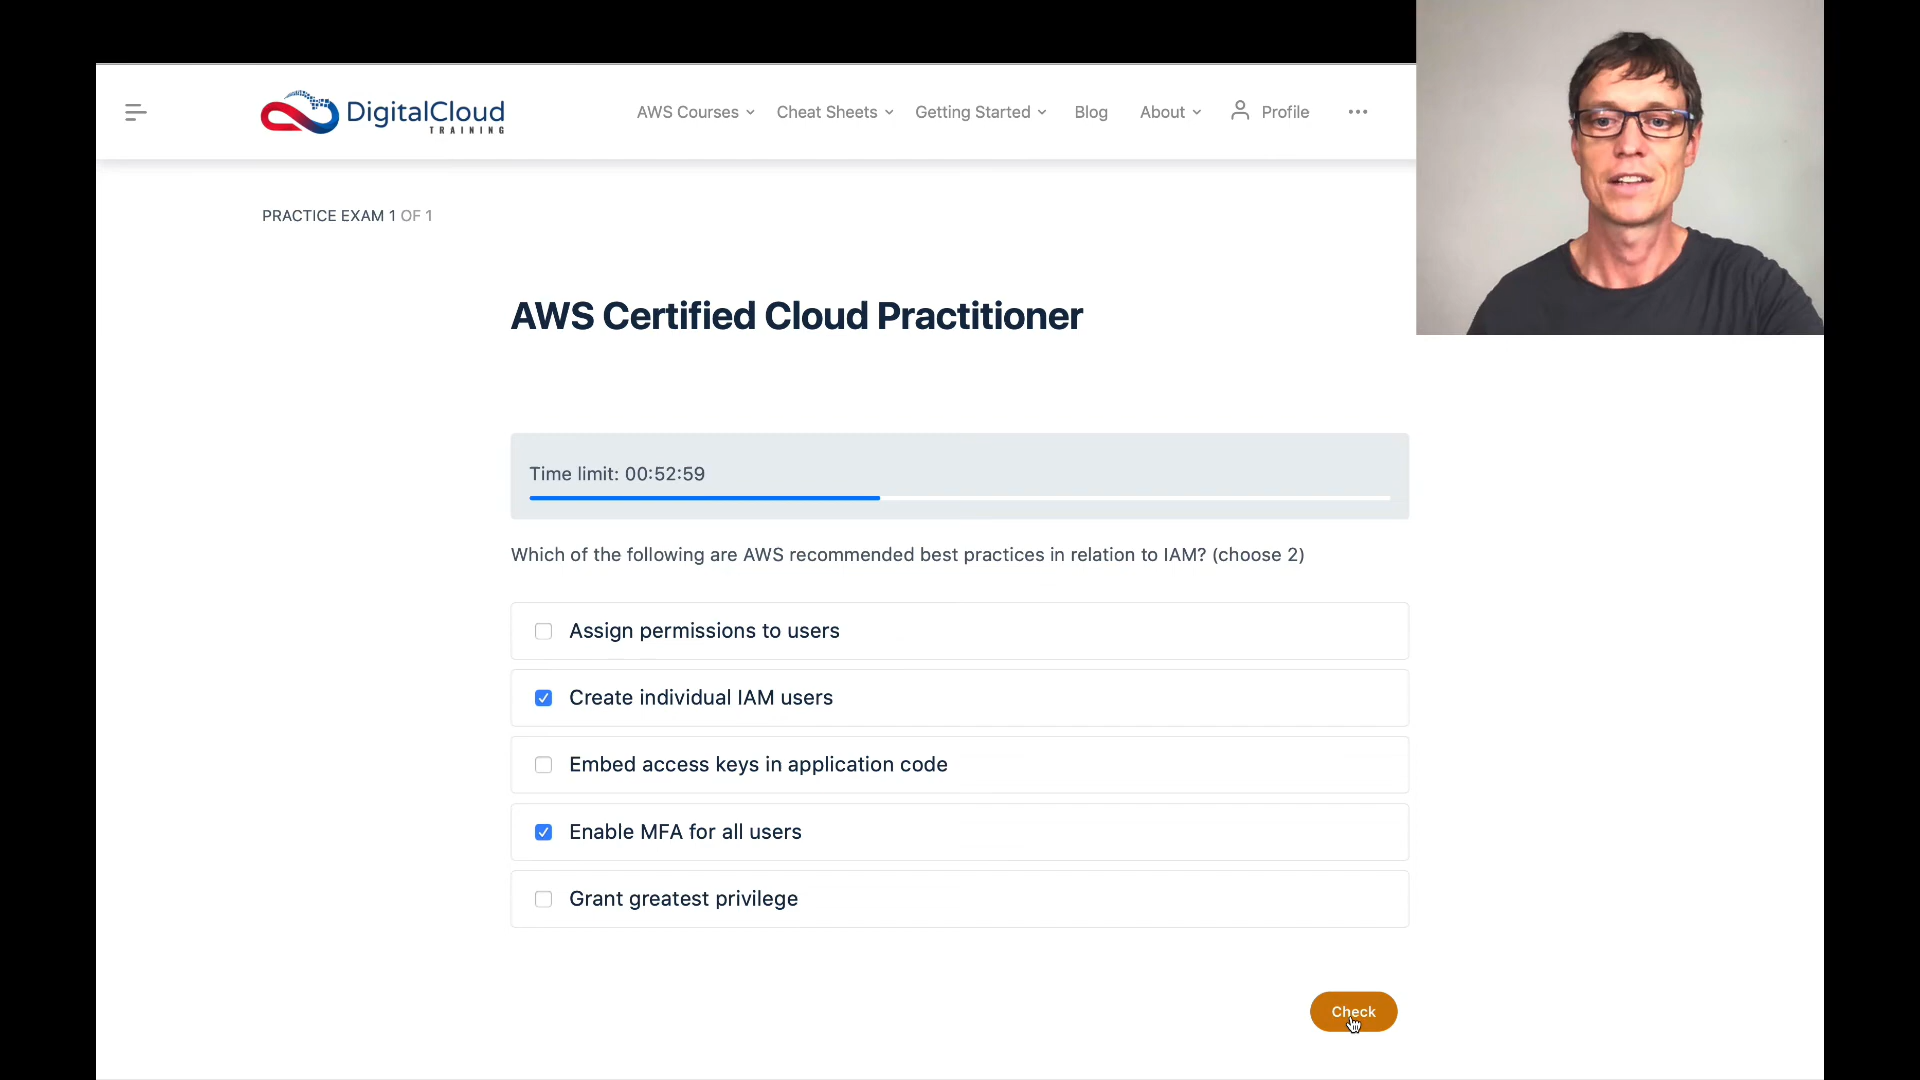 DigitalCloud
TRAINING
AWS Courses
Cheat Sheets
Getting Started
Blog
About
Profile
PRACTICE EXAM 1 OF 1
AWS Certified Cloud Practitioner
Time limit: 00:52:59
Which of the following are AWS recommended best practices in relation to IAM? (choose 2)
Assign permissions to users
Create individual IAM users
Embed access keys in application code
Enable MFA for all users
Grant greatest privilege
Check